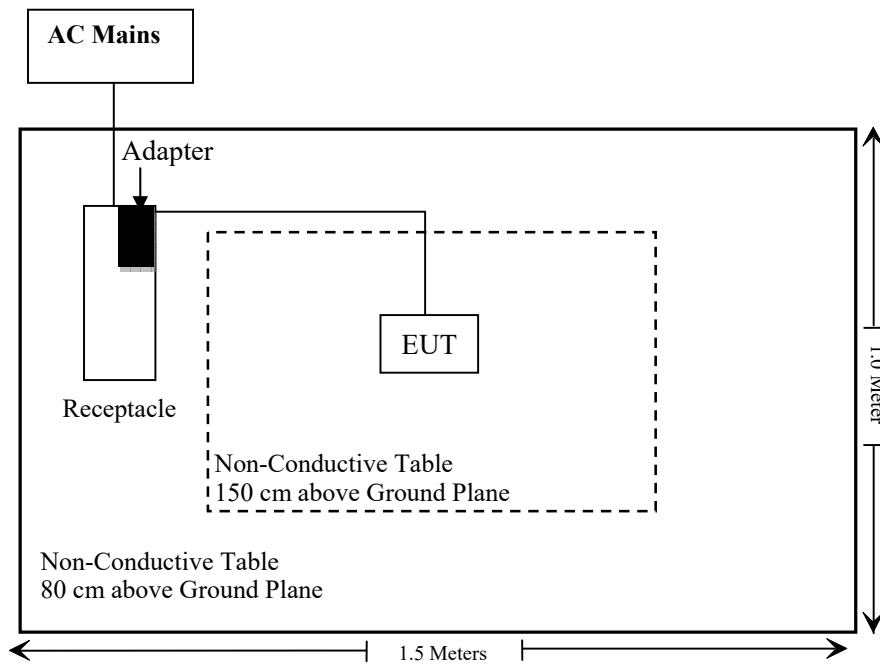 AC Mains
Adapter
EUT
Receptacle
1.0 Meter
Non-Conductive Table
150 cm above Ground Plane
Non-Conductive Table
80 cm above Ground Plane
1.5 Meters